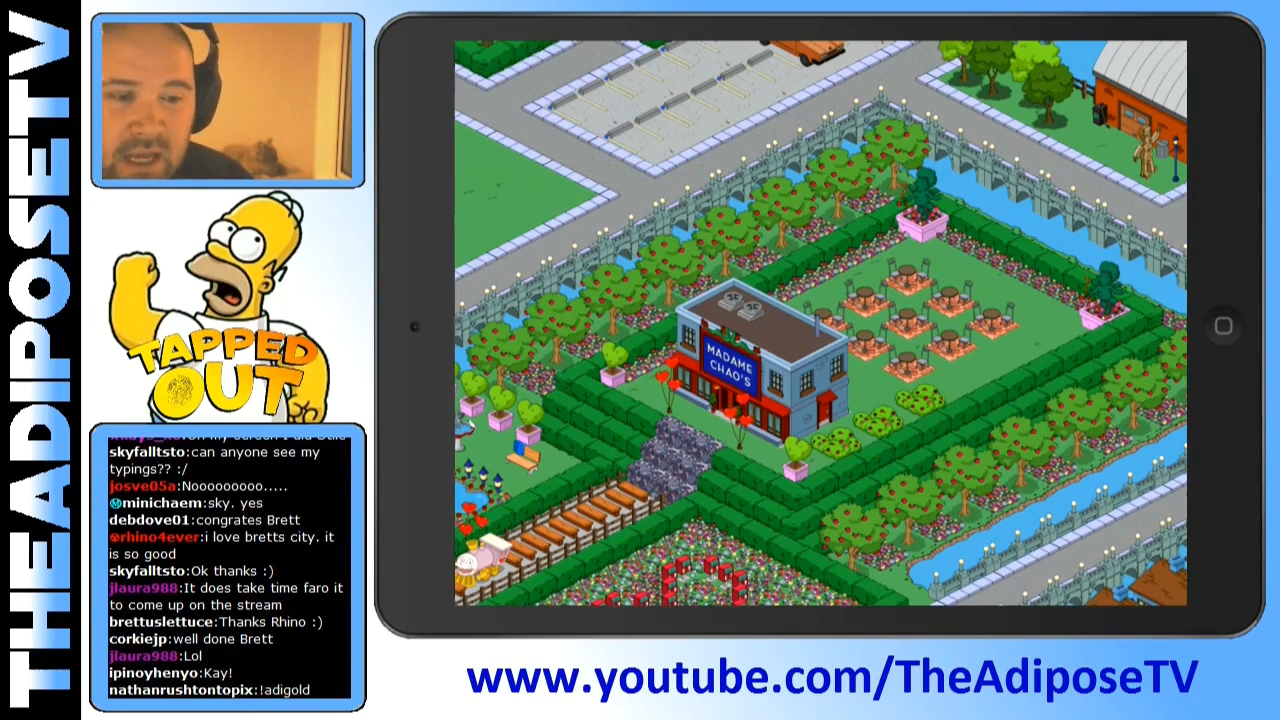 THEADIPOSETV
TAPPED
OUT
skyfalltsto:can anyone see my
typings?? :/
josve05a:Nooooooooo.....
minichaem:sky. yes
debdove01:congrates Brett
rhino4ever:i love bretts city. it
is so good
skyfalltsto:Ok thanks :)
jlaura988:It does take time faro it
to come up on the stream
brettuslettuce:Thanks Rhino :)
corkiejp:well done Brett
jlaura988:Lol
ipinoyhenyo:Kay!
nathanrushtontopix:!adigold
MADAME
CHAO'S
www.youtube.com/TheAdiposeTV